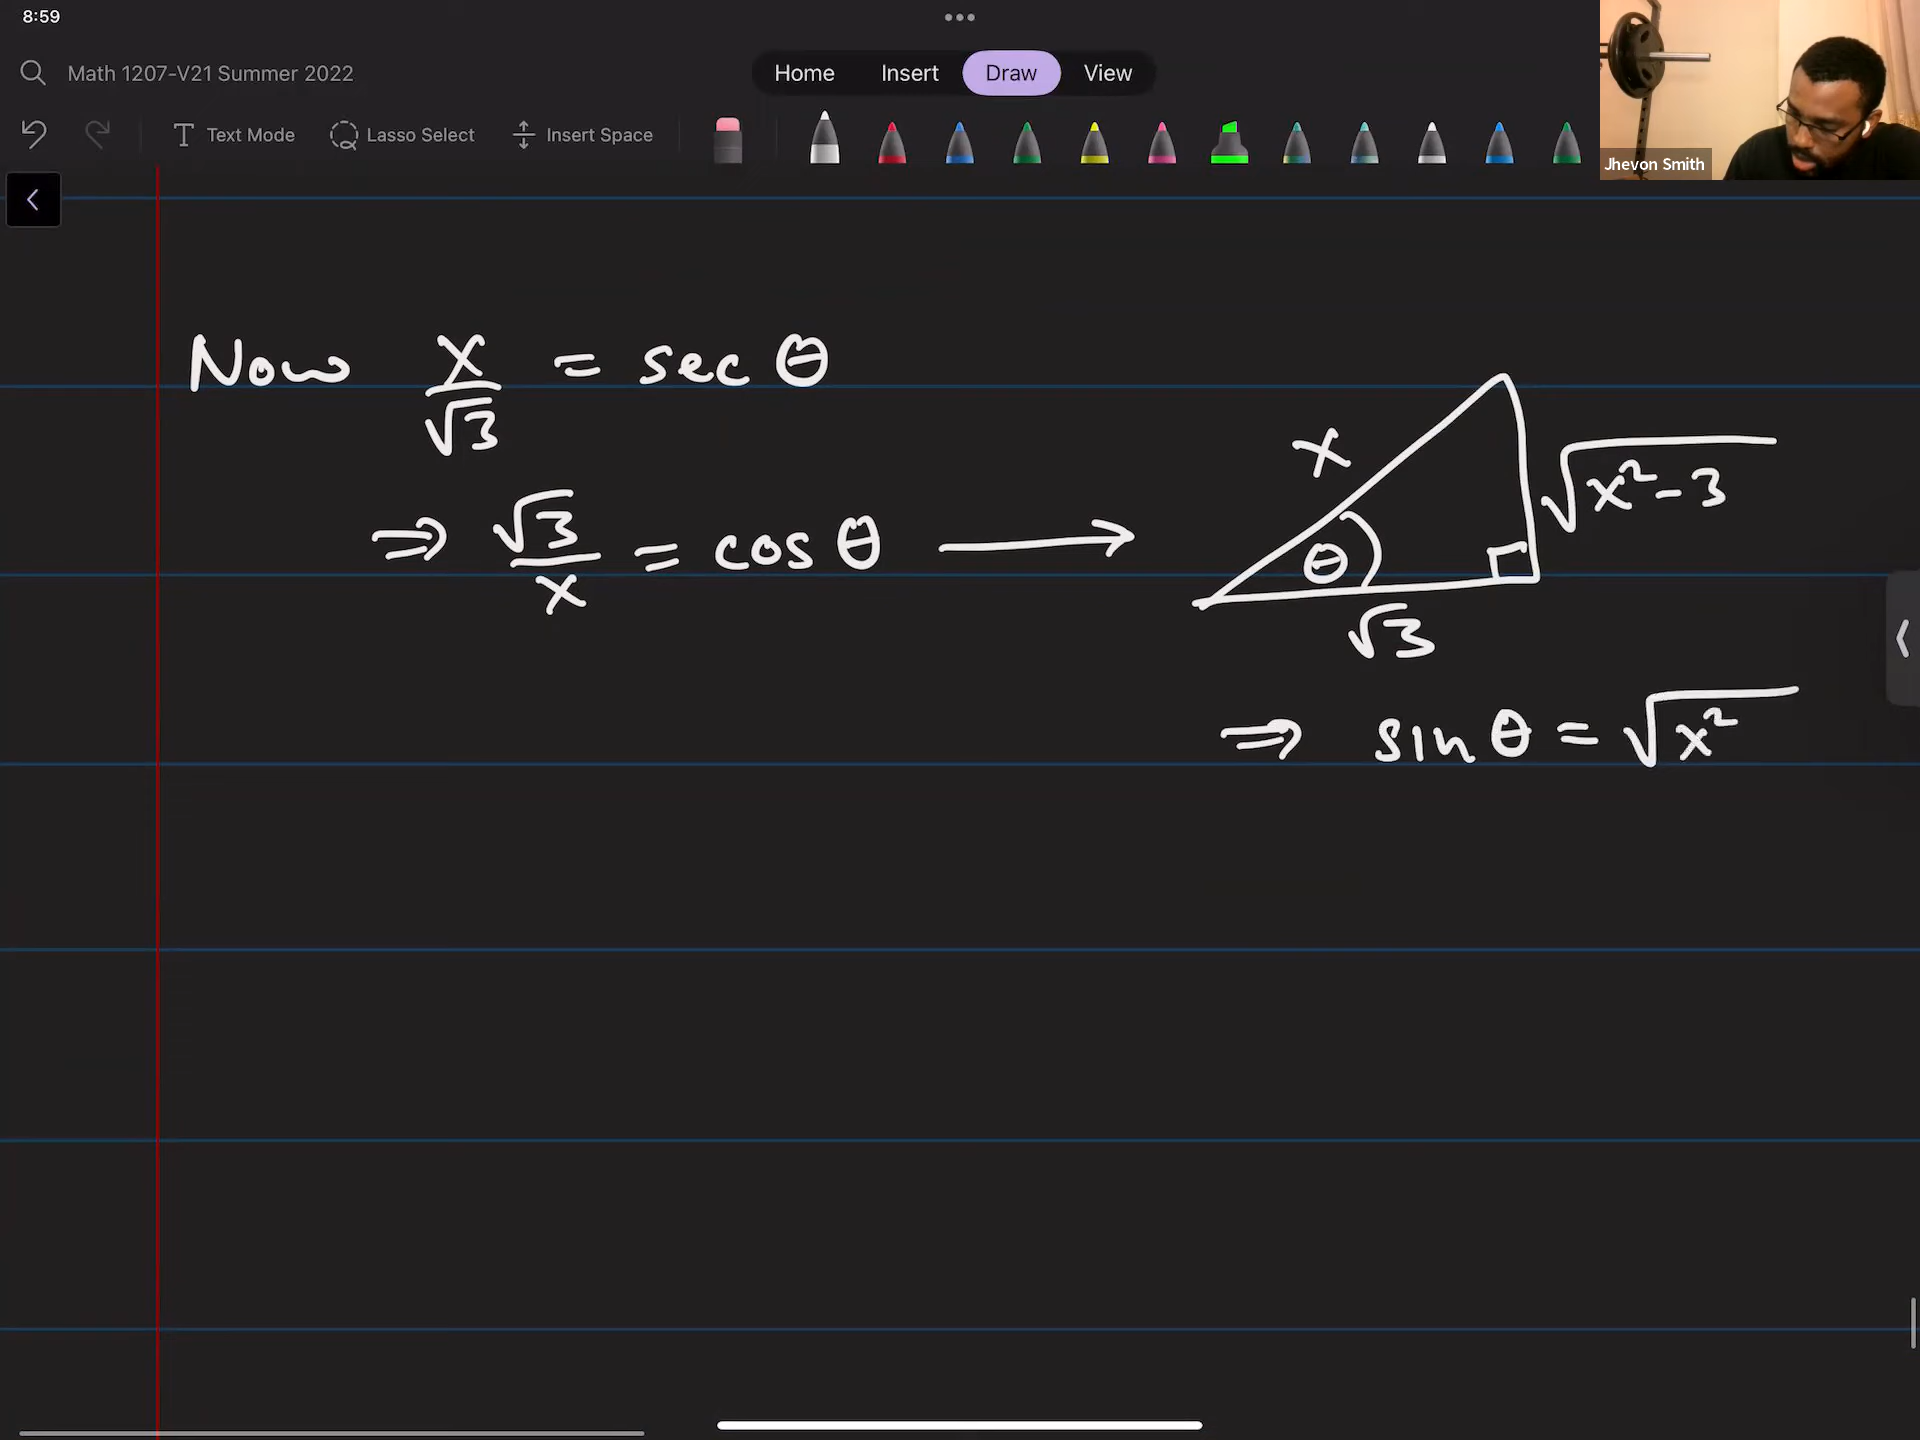 8:59
Math 1207-V21 Summer 2022
Home Insert Draw View
Text Mode Lasso Select Insert Space
Jhevon Smith
Now x/√3 = sec θ
⇒ √3/x = cos θ →
x
√(x²-3)
θ
√3
⇒ sin θ = √x²